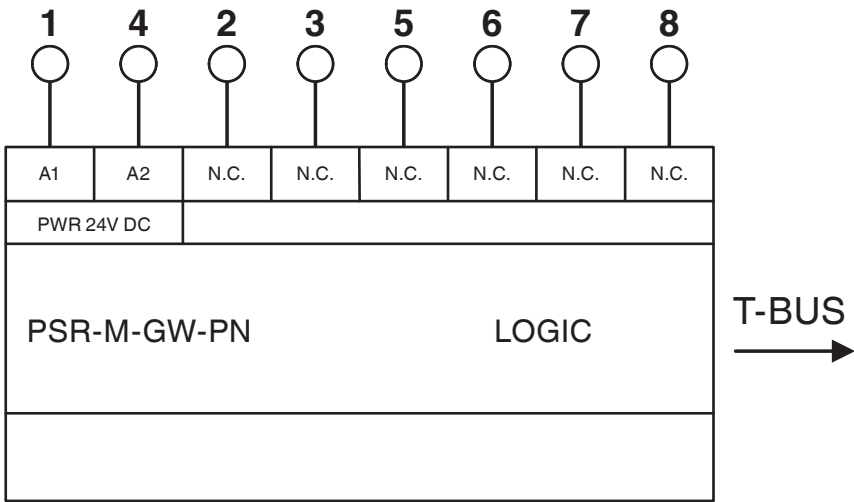 1 4 2 3 5 6 7 8
A1 A2 N.C. N.C. N.C. N.C. N.C. N.C.
PWR 24V DC
PSR-M-GW-PN LOGIC
T-BUS